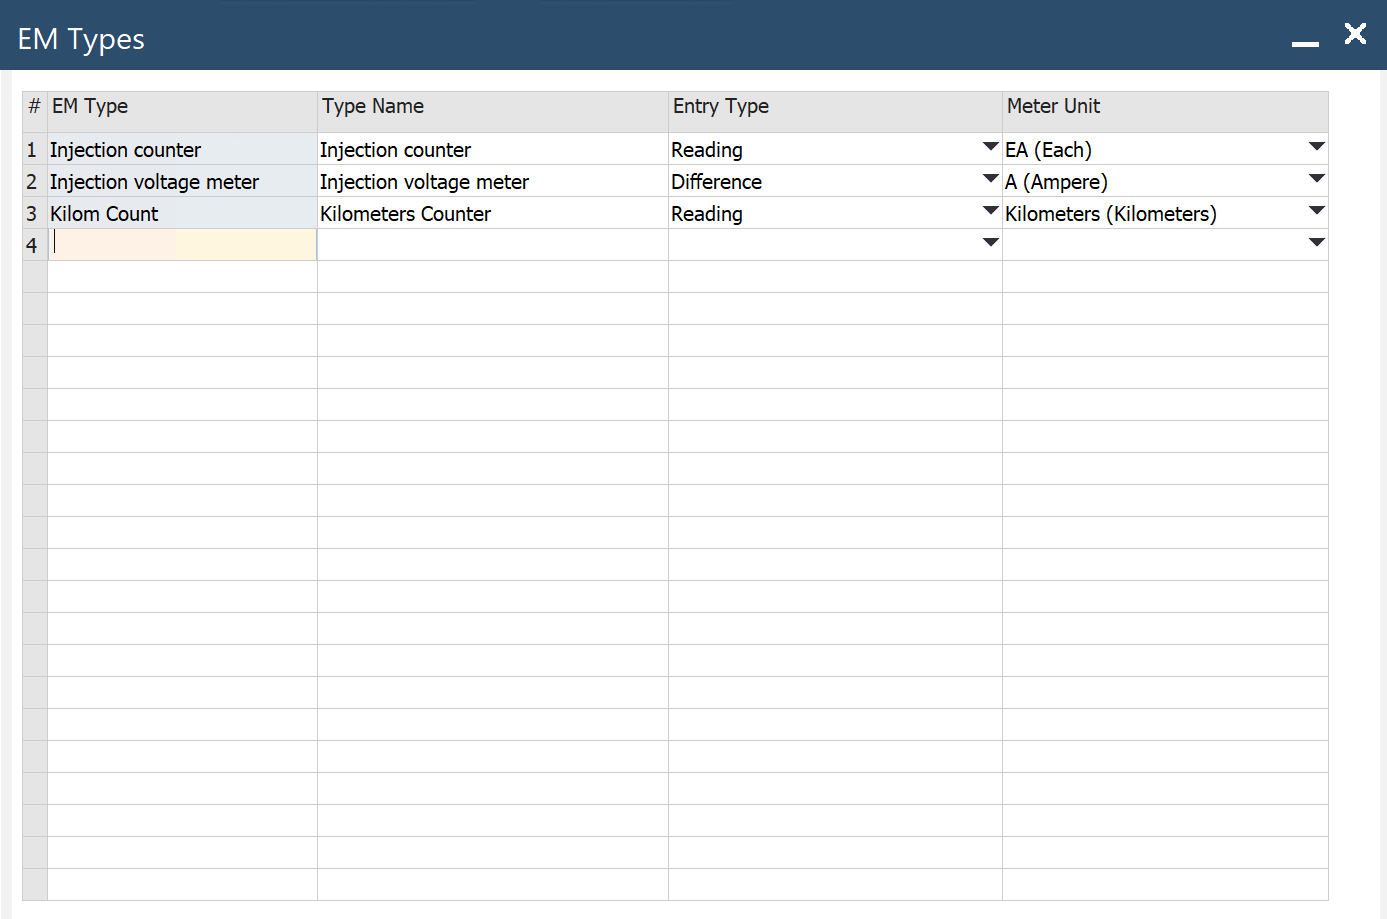 EM Types
# EM Type Type Name Entry Type Meter Unit
1 Injection counter Injection counter Reading EA (Each)
2 Injection voltage meter Injection voltage meter Difference A (Ampere)
3 Kilom Count Kilometers Counter Reading Kilometers (Kilometers)
4